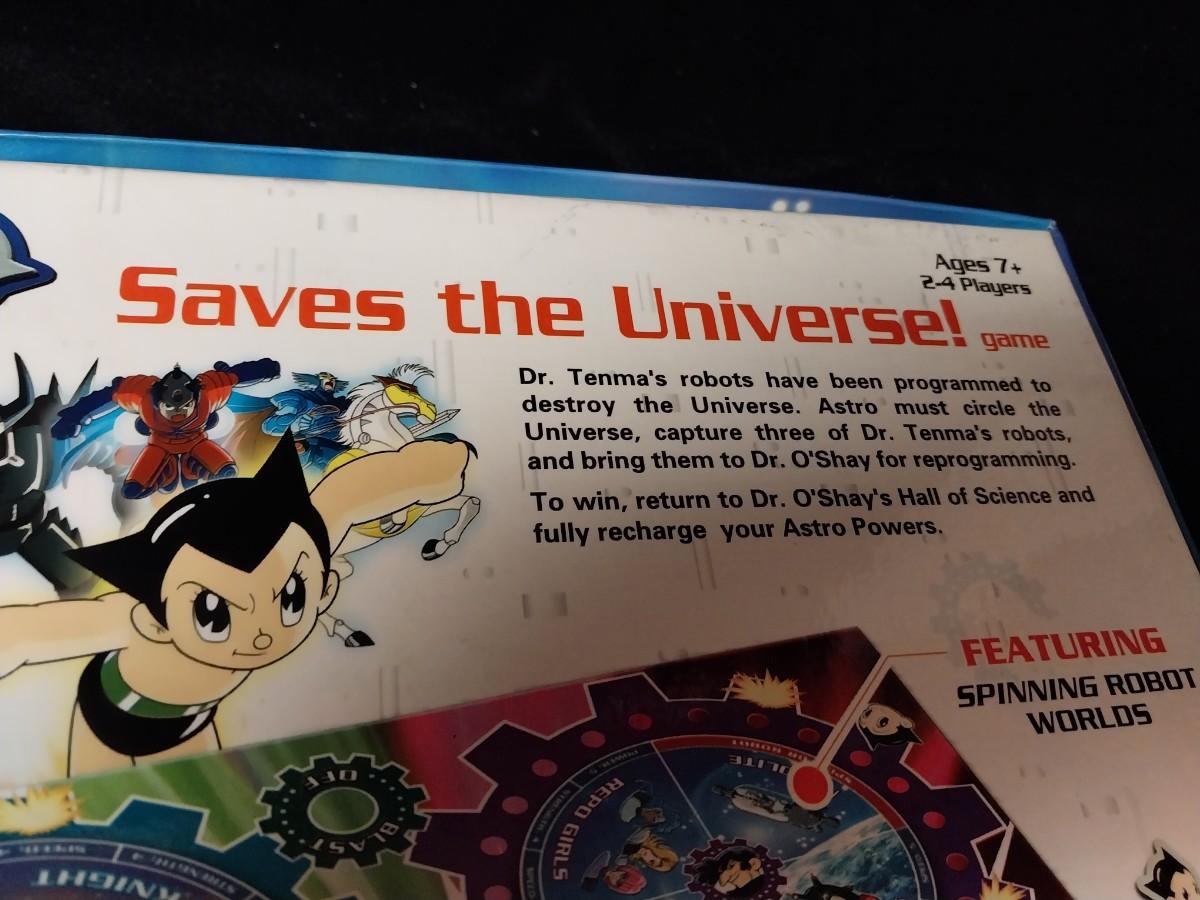 Ages 7+
2-4 Players
Saves the Universe! game
Dr. Tenma's robots have been programmed to
destroy the Universe. Astro must circle the
Universe, capture three of Dr. Tenma's robots,
and bring them to Dr. O'Shay for reprogramming.
To win, return to Dr. O'Shay's Hall of Science and
fully recharge your Astro Powers.
FEATURING
SPINNING ROBOT
WORLDS
BLAST
OFF
REPO GIRLS
KNIGHT